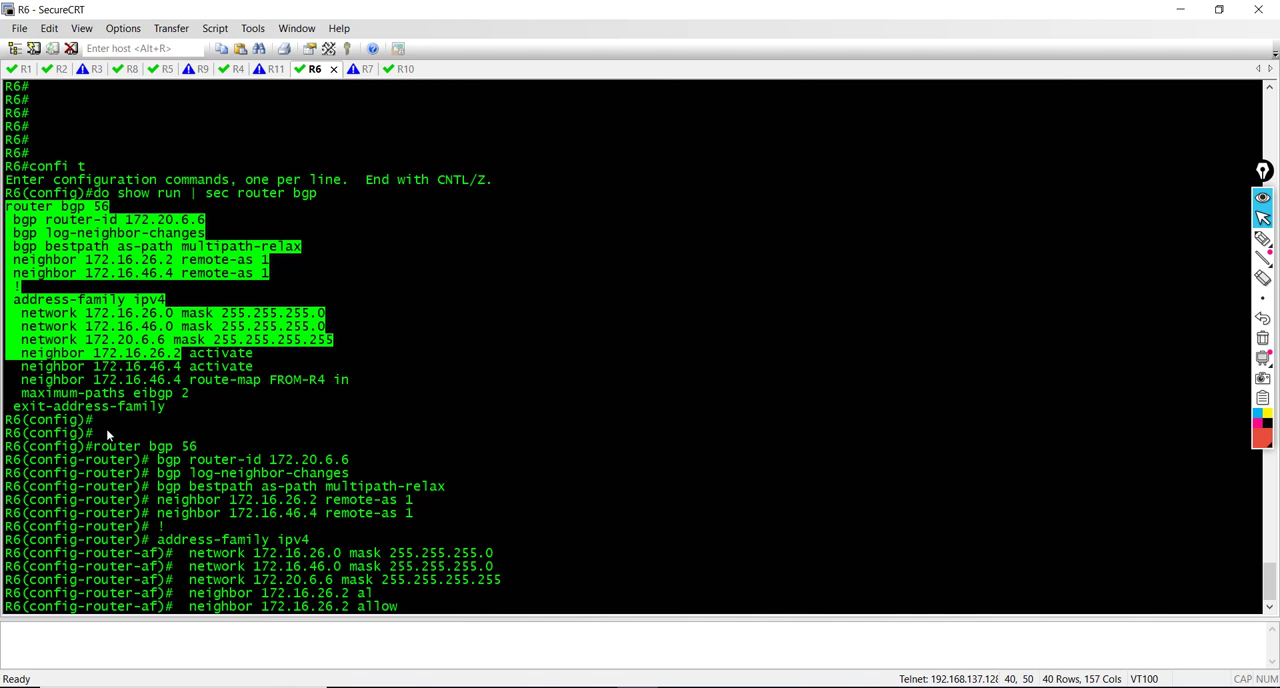 R6 - SecureCRT
File Edit View Options Transfer Script Tools Window Help
Enter host <Alt+R>
R1 R2 R3 R8 R5 R9 R4 R11 R6 R7 R10
R6#
R6#
R6#
R6#
R6#
R6#
R6#confi t
Enter configuration commands, one per line.  End with CNTL/Z.
R6(config)#do show run | sec router bgp
router bgp 56
 bgp router-id 172.20.6.6
 bgp log-neighbor-changes
 bgp bestpath as-path multipath-relax
 neighbor 172.16.26.2 remote-as 1
 neighbor 172.16.46.4 remote-as 1
 !
 address-family ipv4
  network 172.16.26.0 mask 255.255.255.0
  network 172.16.46.0 mask 255.255.255.0
  network 172.20.6.6 mask 255.255.255.255
  neighbor 172.16.26.2 activate
  neighbor 172.16.46.4 activate
  neighbor 172.16.46.4 route-map FROM-R4 in
  maximum-paths eibgp 2
 exit-address-family
R6(config)#
R6(config)#
R6(config)#router bgp 56
R6(config-router)# bgp router-id 172.20.6.6
R6(config-router)# bgp log-neighbor-changes
R6(config-router)# bgp bestpath as-path multipath-relax
R6(config-router)# neighbor 172.16.26.2 remote-as 1
R6(config-router)# neighbor 172.16.46.4 remote-as 1
R6(config-router)# !
R6(config-router)# address-family ipv4
R6(config-router-af)#  network 172.16.26.0 mask 255.255.255.0
R6(config-router-af)#  network 172.16.46.0 mask 255.255.255.0
R6(config-router-af)#  network 172.20.6.6 mask 255.255.255.255
R6(config-router-af)#  neighbor 172.16.26.2 al
R6(config-router-af)#  neighbor 172.16.26.2 allow
Ready Telnet: 192.168.137.128 40, 50 40 Rows, 157 Cols VT100 CAP NUM